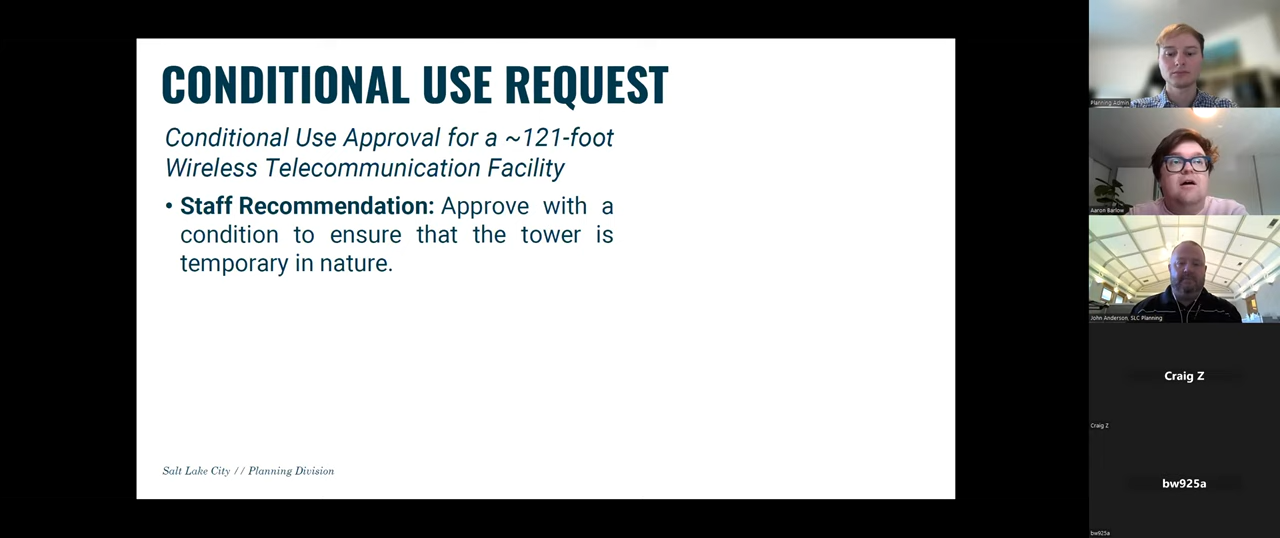 CONDITIONAL USE REQUEST
Conditional Use Approval for a ~121-foot
Wireless Telecommunication Facility
• Staff Recommendation: Approve with a
condition to ensure that the tower is
temporary in nature.
Salt Lake City // Planning Division
Planning Admin
Aaron Barlow
John Anderson, SLC Planning
Craig Z
Craig Z
bw925a
bw925a